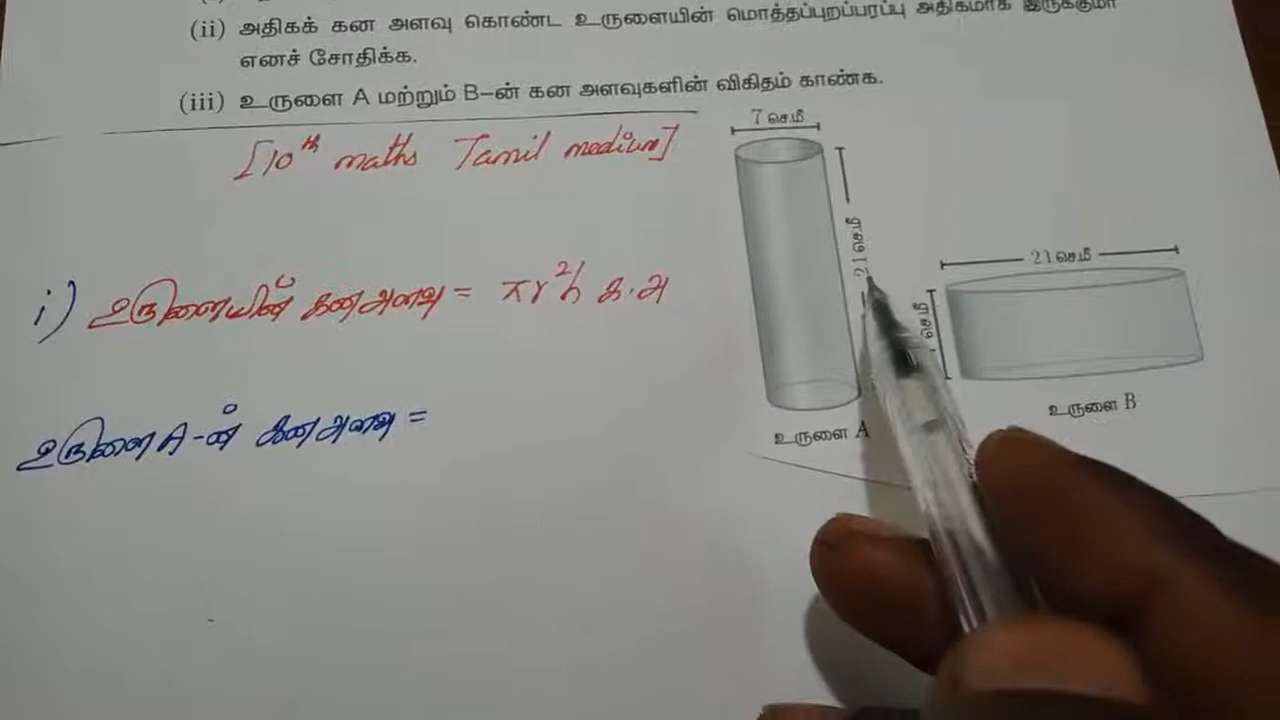 (ii) அதிகக் கன அளவு கொண்ட உருளையின் மொத்தப்புறப்பரப்பு அதிகமாக இருக்குமா
எனச் சோதிக்க.
(iii) உருளை A மற்றும் B–ன் கன அளவுகளின் விகிதம் காண்க.
[10th maths Tamil medium]
7 செ.மீ
21 செ.மீ
21 செ.மீ
செ.மீ
i) உருளையின் கனஅளவு = πr²h க.அ
உருளை B
உருளை A
உருளை A-ன் கனஅளவு =